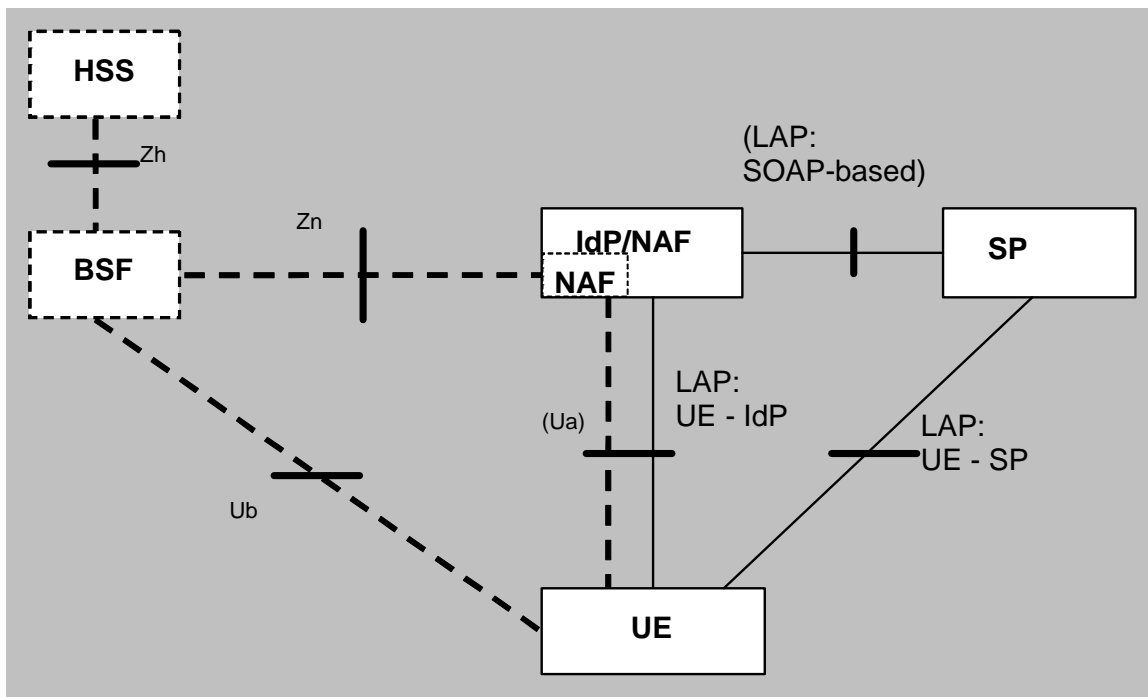 HSS
Zh
(LAP:
SOAP-based)
Zn
IdP/NAF
SP
BSF
NAF
LAP:
UE - IdP
(Ua)
LAP:
UE - SP
Ub
UE